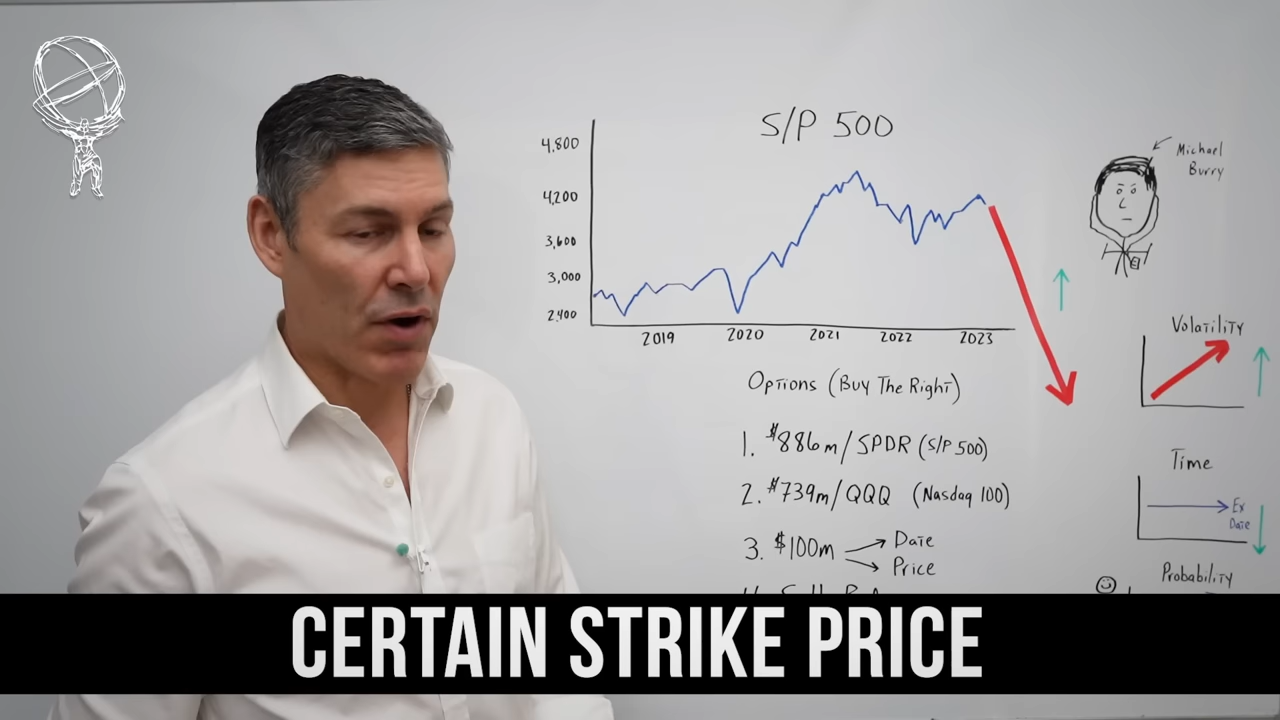 S/P 500
Michael
Burry
4,800
4,200
3,600
3,000
2,400
2019 2020 2021 2022 2023
Options (Buy The Right)
1. $886m/SPDR (S/P 500)
2. $739m/QQQ (Nasdaq 100)
3. $100m
Date
Price
Volatility
Time
Ex
Date
Probability
CERTAIN STRIKE PRICE